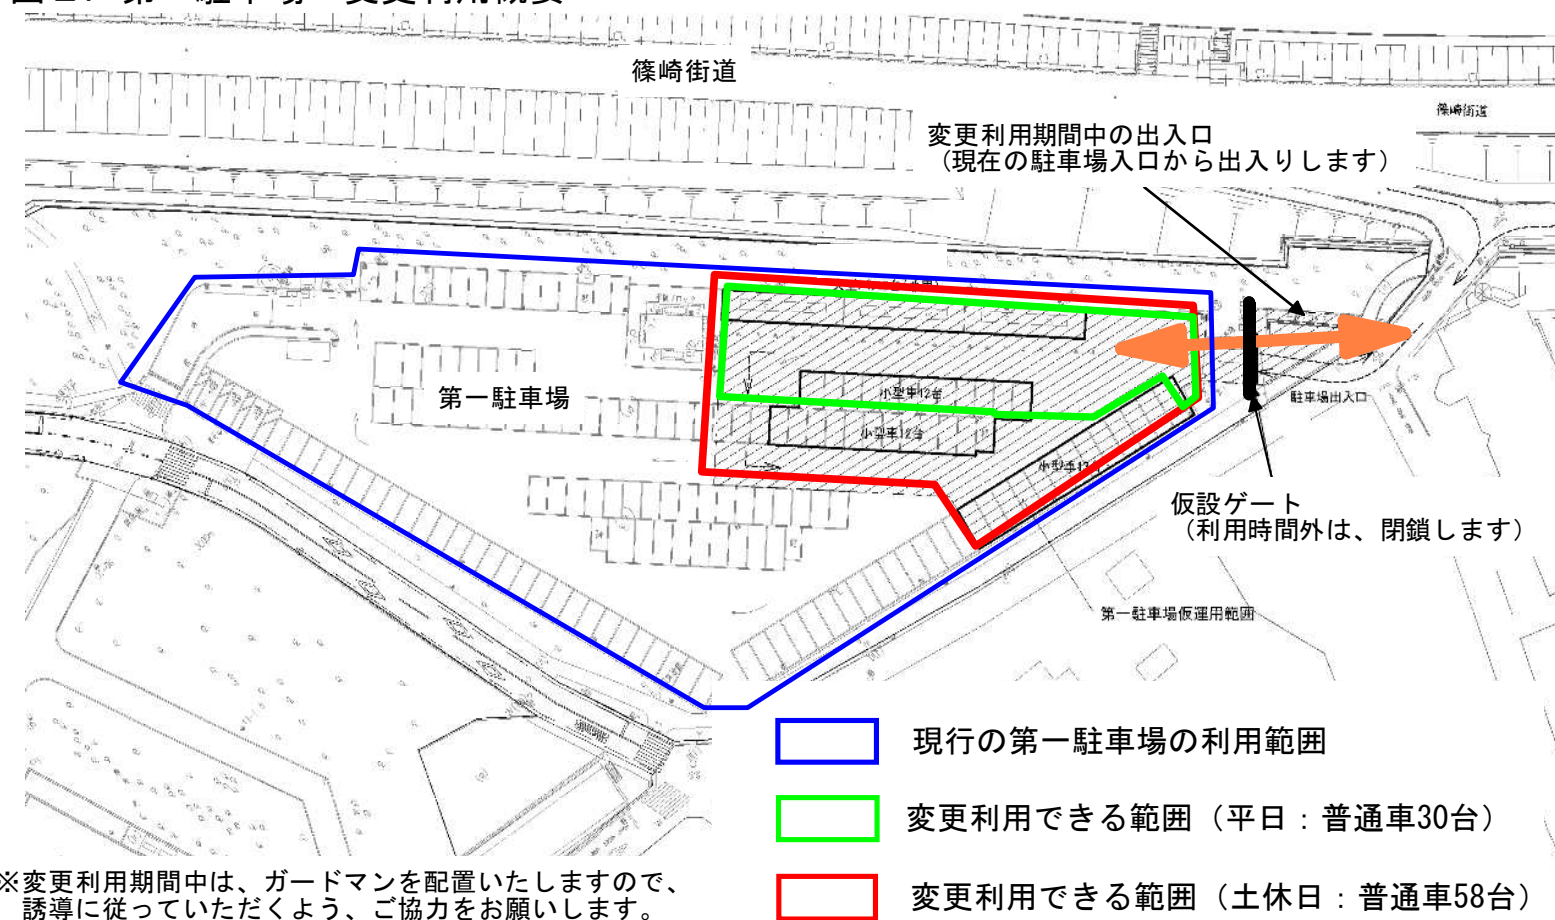 篠崎街道
篠崎街道
変更利用期間中の出入口
（現在の駐車場入口から出入りします）
第一駐車場
小型車12台
小型車12台
駐車場出入口
仮設ゲート
（利用時間外は、閉鎖します）
第一駐車場仮運用範囲
現行の第一駐車場の利用範囲
変更利用できる範囲（平日：普通車30台）
変更利用できる範囲（土休日：普通車58台）
※変更利用期間中は、ガードマンを配置いたしますので、
誘導に従っていただくよう、ご協力をお願いします。